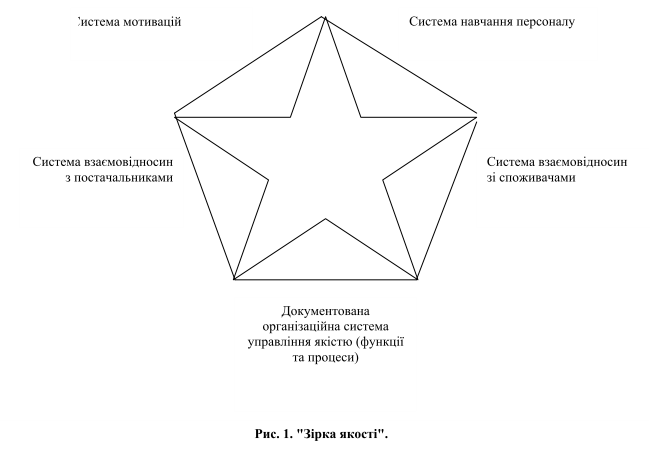 Система мотивацій
Система навчання персоналу
Система взаємовідносин
з постачальниками
Система взаємовідносин
зі споживачами
Документована
організаційна система
управління якістю (функції
та процеси)
Рис. 1. "Зірка якості".